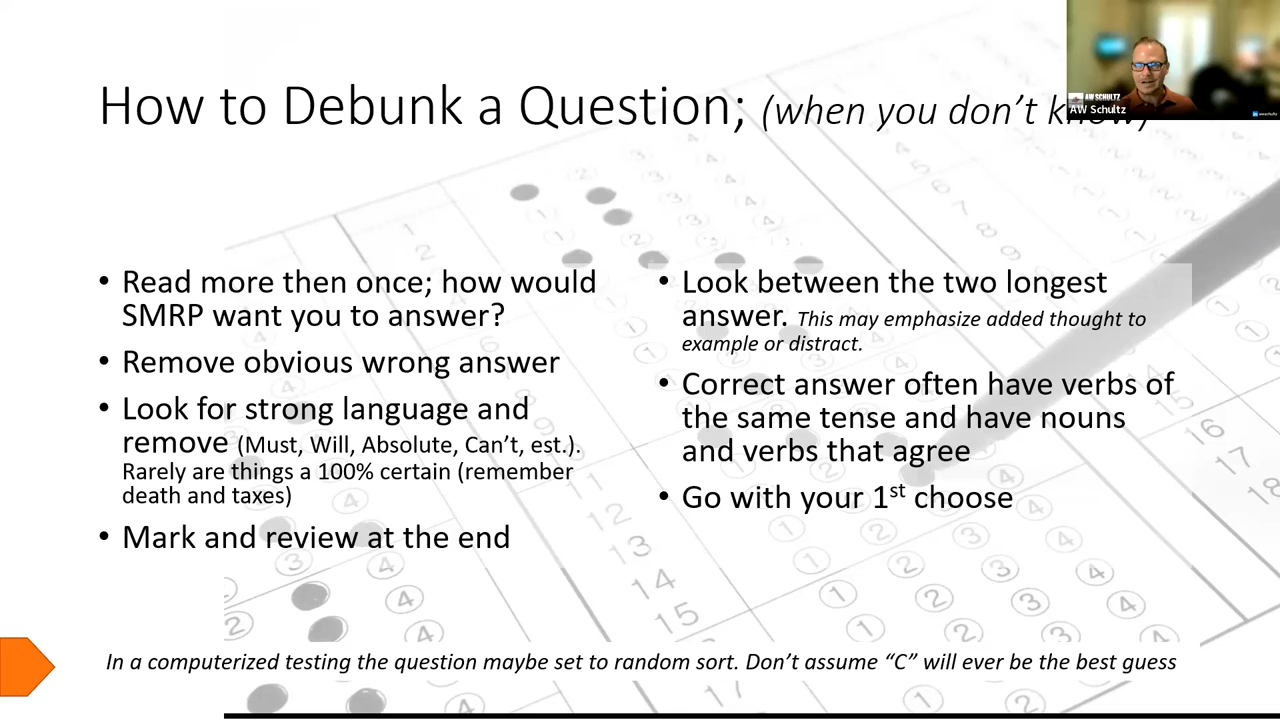 How to Debunk a Question; (when you don't know)
AW SCHULTZ
AW Schultz
• Read more then once; how would
SMRP want you to answer?
• Remove obvious wrong answer
• Look for strong language and
remove (Must, Will, Absolute, Can't, est.).
Rarely are things a 100% certain (remember
death and taxes)
• Mark and review at the end
• Look between the two longest
answer. This may emphasize added thought to
example or distract.
• Correct answer often have verbs of
the same tense and have nouns
and verbs that agree
• Go with your 1st choose
In a computerized testing the question maybe set to random sort. Don't assume “C” will ever be the best guess